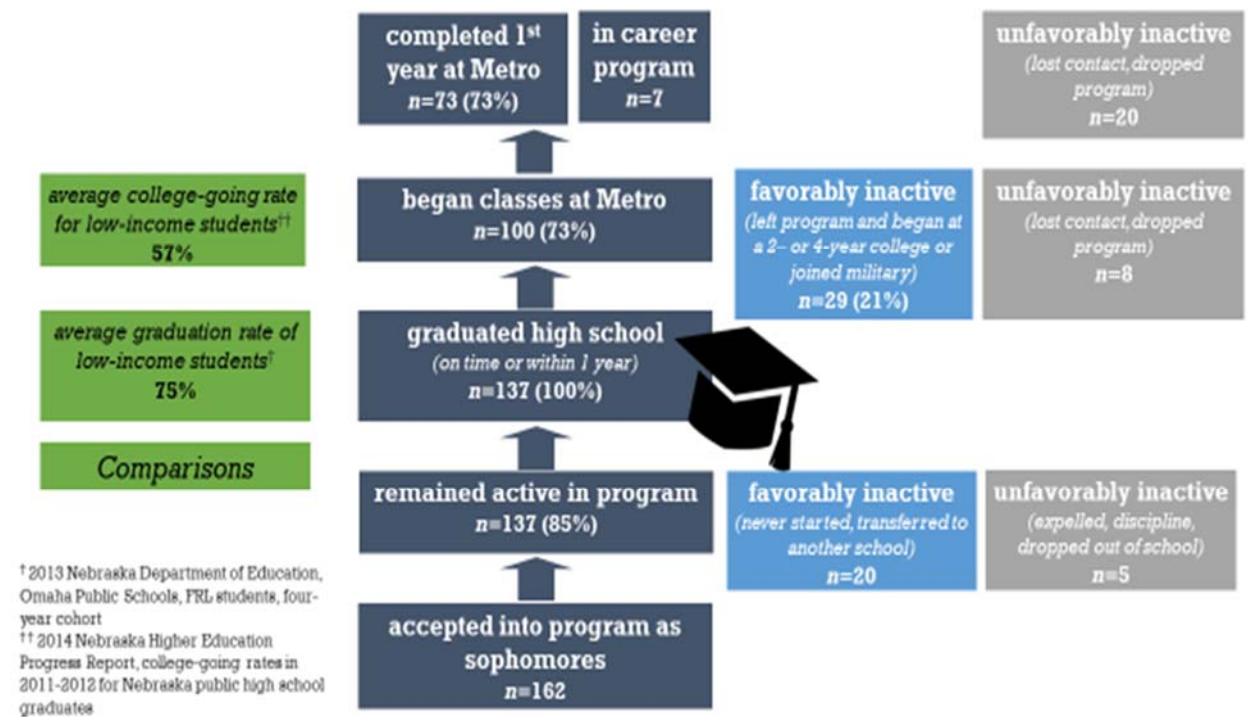 completed 1st
year at Metro
n=73 (73%)
in career
program
n=7
unfavorably inactive
(lost contact, dropped
program)
n=20
average college-going rate
for low-income students††
57%
began classes at Metro
n=100 (73%)
favorably inactive
(left program and began at
a 2– or 4-year college or
joined military)
n=29 (21%)
unfavorably inactive
(lost contact, dropped
program)
n=8
average graduation rate of
low-income students†
75%
graduated high school
(on time or within 1 year)
n=137 (100%)
Comparisons
remained active in program
n=137 (85%)
favorably inactive
(never started, transferred to
another school)
n=20
unfavorably inactive
(expelled, discipline,
dropped out of school)
n=5
† 2013 Nebraska Department of Education,
Omaha Public Schools, FRL students, four-
year cohort
†† 2014 Nebraska Higher Education
Progress Report, college-going rates in
2011-2012 for Nebraska public high school
graduates
accepted into program as
sophomores
n=162